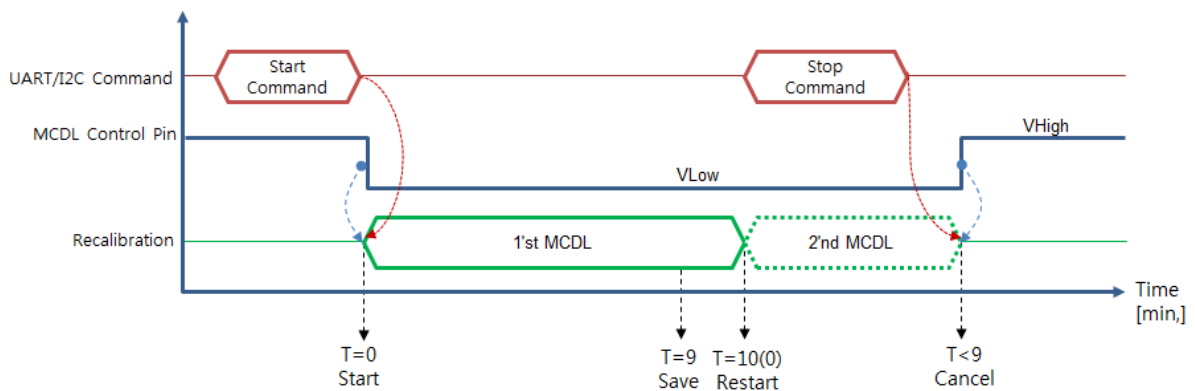 UART/I2C Command
Start
Command
Stop
Command
MCDL Control Pin
VHigh
VLow
Recalibration
1'st MCDL
2'nd MCDL
Time
[min,]
T=0
Start
T=9
Save
T=10(0)
Restart
T<9
Cancel